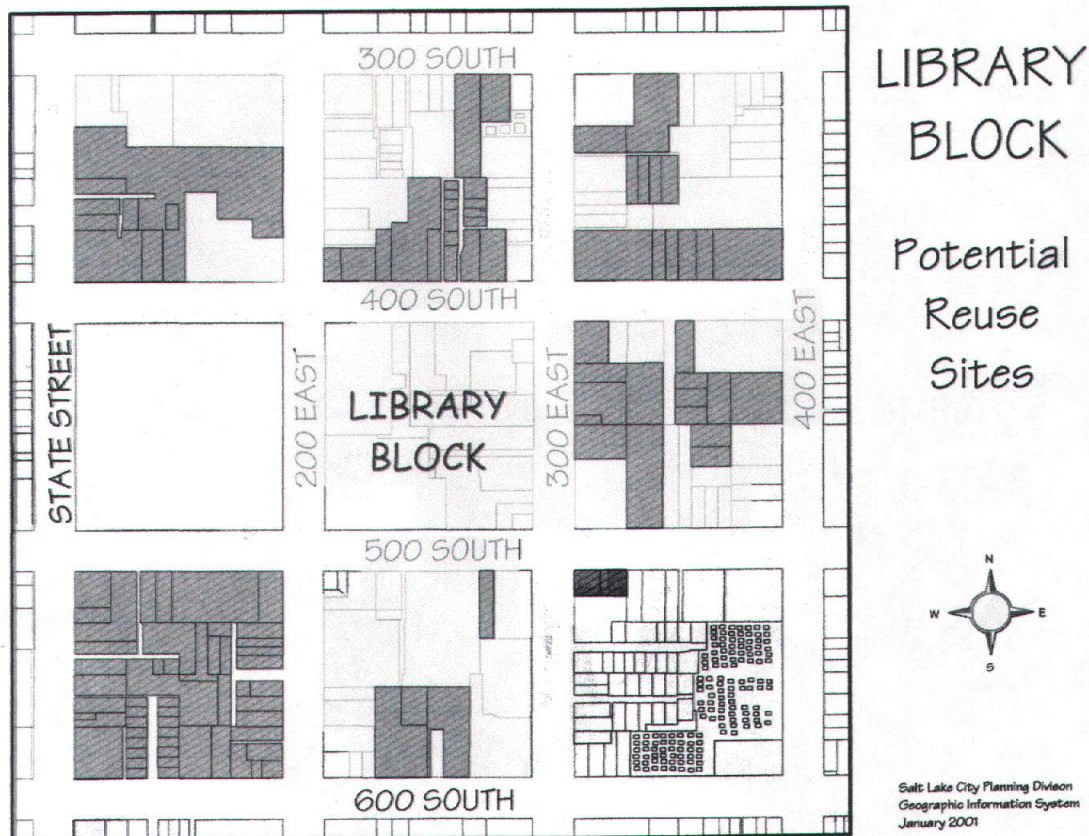 LIBRARY
BLOCK
Potential
Reuse
Sites
300 SOUTH
400 SOUTH
STATE STREET
200 EAST
LIBRARY
BLOCK
300 EAST
400 EAST
500 SOUTH
600 SOUTH
N
W
E
S
Salt Lake City Planning Divison
Geographic Information System
January 2001